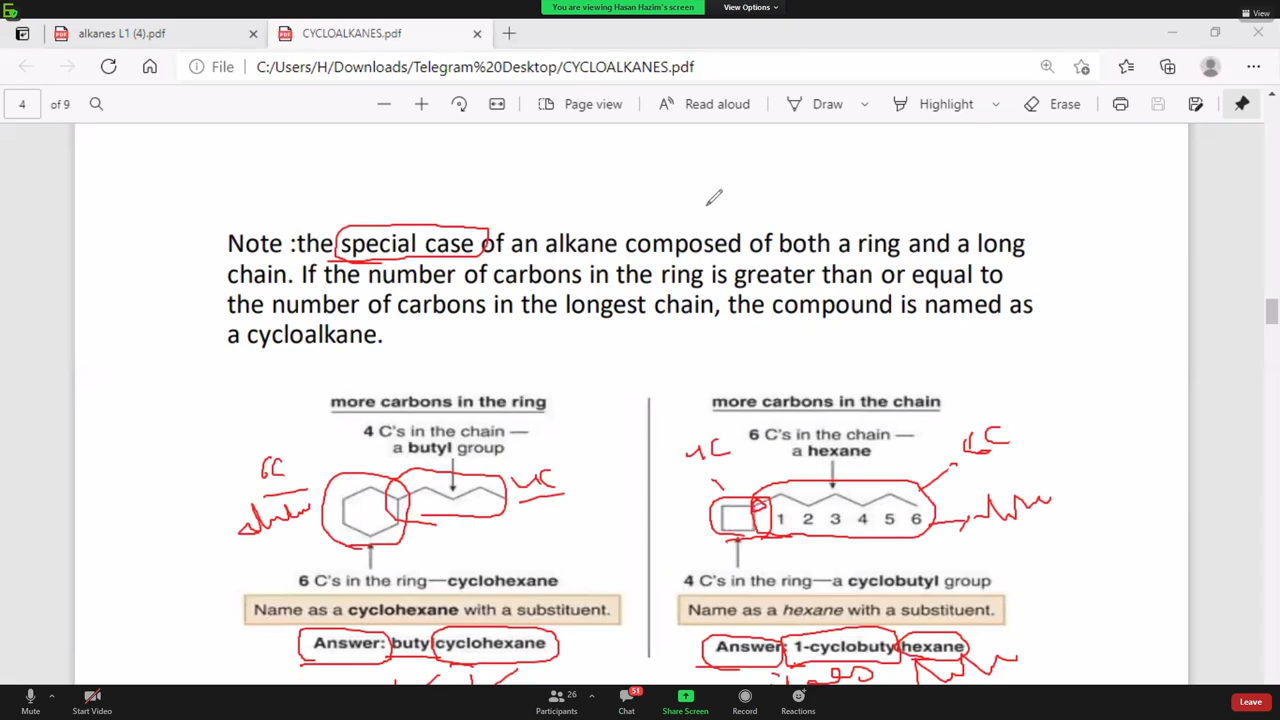 You are viewing Hasan Hazim's screen
View Options
View
alkanes L1 (4).pdf
CYCLOALKANES.pdf
File
C:/Users/H/Downloads/Telegram%20Desktop/CYCLOALKANES.pdf
4 of 9
Page view
Read aloud
Draw
Highlight
Erase
Note :the special case of an alkane composed of both a ring and a long
chain. If the number of carbons in the ring is greater than or equal to
the number of carbons in the longest chain, the compound is named as
a cycloalkane.
more carbons in the ring
4 C's in the chain —
a butyl group
6C
4C
6 C's in the ring—cyclohexane
Name as a cyclohexane with a substituent.
Answer: butylcyclohexane
more carbons in the chain
6 C's in the chain —
a hexane
4C
6C
1 2 3 4 5 6
4 C's in the ring—a cyclobutyl group
Name as a hexane with a substituent.
Answer: 1-cyclobutylhexane
Mute
Start Video
26
Participants
51
Chat
Share Screen
Record
Reactions
Leave